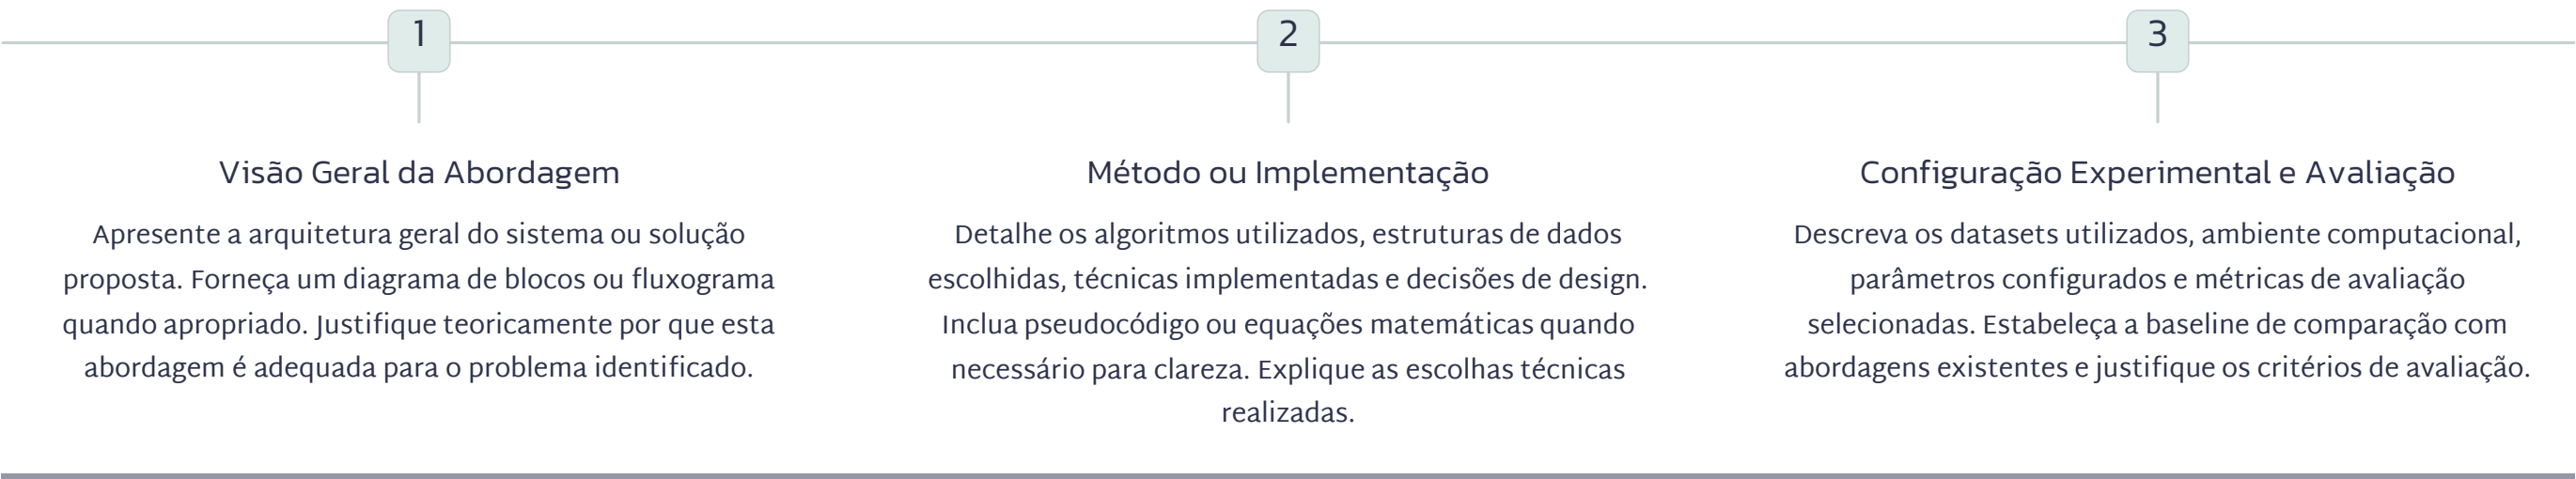 1
Visão Geral da Abordagem
Apresente a arquitetura geral do sistema ou solução
proposta. Forneça um diagrama de blocos ou fluxograma
quando apropriado. Justifique teoricamente por que esta
abordagem é adequada para o problema identificado.
2
Método ou Implementação
Detalhe os algoritmos utilizados, estruturas de dados
escolhidas, técnicas implementadas e decisões de design.
Inclua pseudocódigo ou equações matemáticas quando
necessário para clareza. Explique as escolhas técnicas
realizadas.
3
Configuração Experimental e Avaliação
Descreva os datasets utilizados, ambiente computacional,
parâmetros configurados e métricas de avaliação
selecionadas. Estabeleça a baseline de comparação com
abordagens existentes e justifique os critérios de avaliação.